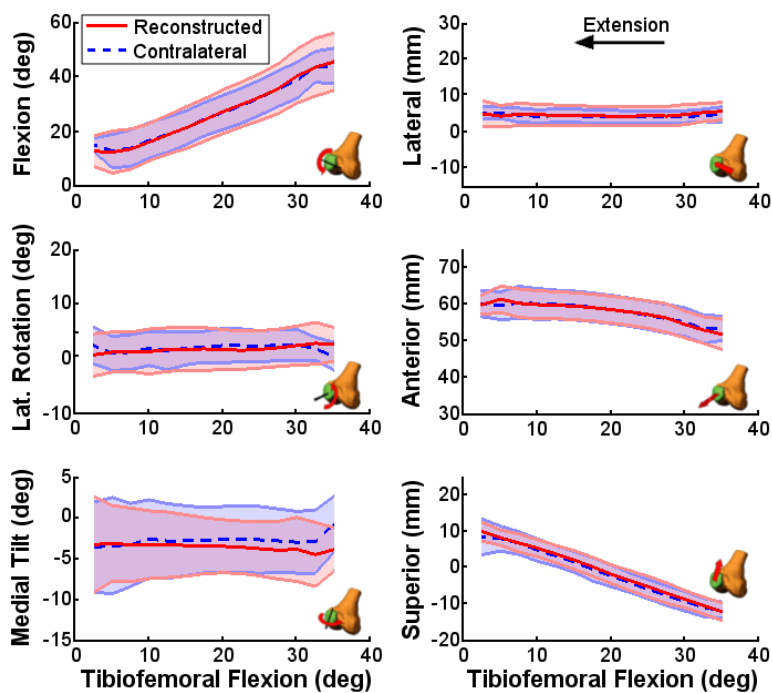 Reconstructed
Contralateral
Flexion (deg)
60
40
20
0
0 10 20 30 40
Extension
Lateral (mm)
30
20
10
0
-10
0 10 20 30 40
Lat. Rotation (deg)
20
10
5
0
-10
0 10 20 30 40
Anterior (mm)
70
60
50
40
30
0 10 20 30 40
Medial Tilt (deg)
5
0
-5
-10
-15
0 10 20 30 40
Tibiofemoral Flexion (deg)
Superior (mm)
20
10
0
-10
-20
0 10 20 30 40
Tibiofemoral Flexion (deg)